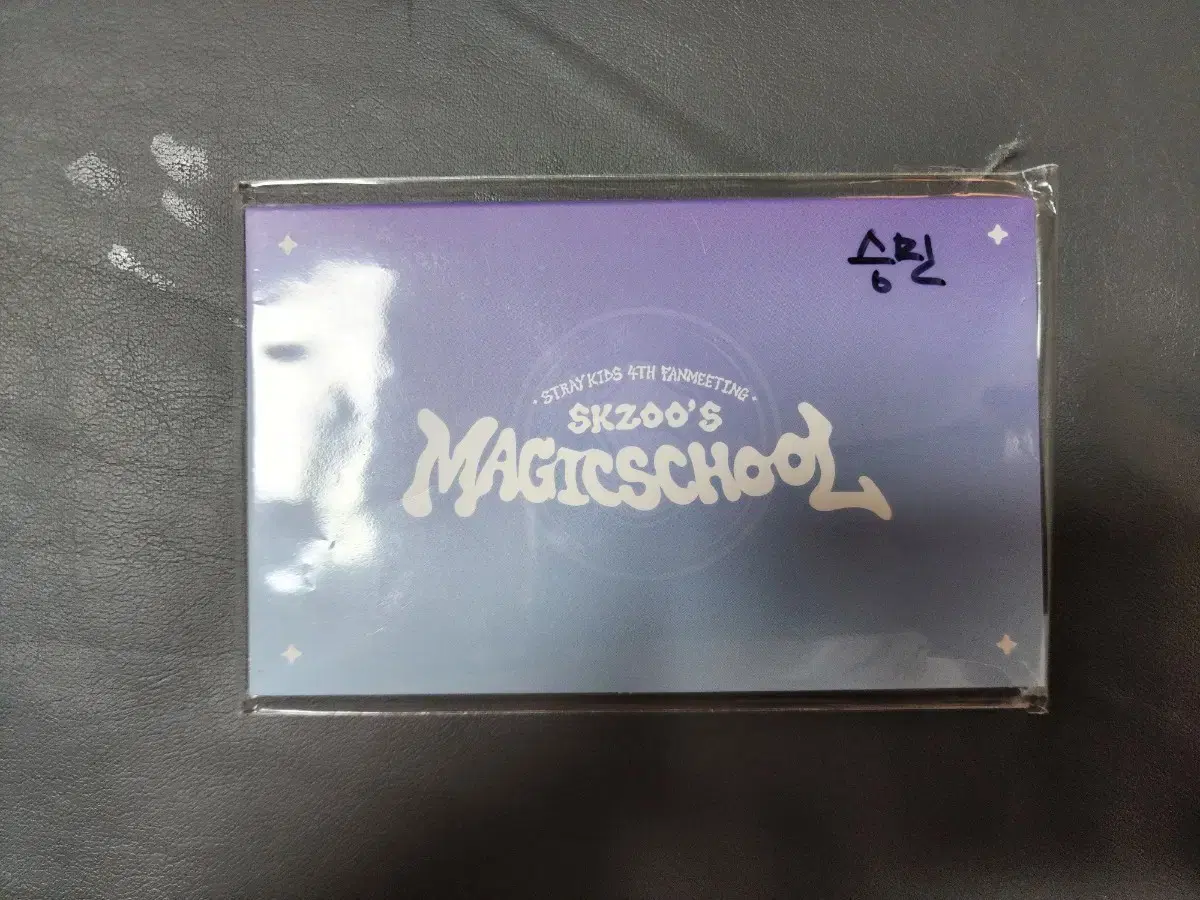 승민
· STRAY KIDS 4TH FANMEETING ·
SKZOO'S
MAGICSCHOOL